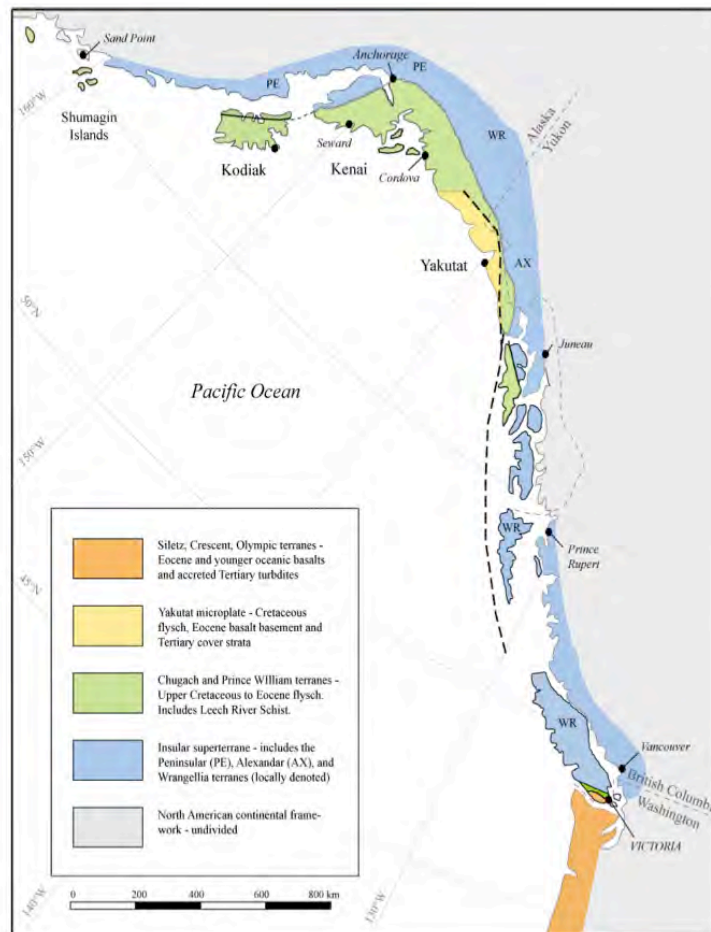 Sand Point
Anchorage
PE
PE
160°W
Shumagin
Islands
WR
Alaska
Yukon
Seward
Kodiak
Kenai
Cordova
Yakutat
AX
50°N
Juneau
Pacific Ocean
150°W
WR
Prince
Rupert
45°N
Siletz, Crescent, Olympic terranes -
Eocene and younger oceanic basalts
and accreted Tertiary turbdites
Yakutat microplate - Cretaceous
flysch, Eocene basalt basement and
Tertiary cover strata
Chugach and Prince WIlliam terranes -
Upper Cretaceous to Eocene flysch.
Includes Leech River Schist.
WR
Insular superterrane - includes the
Peninsular (PE), Alexandar (AX), and
Wrangellia terranes (locally denoted)
Vancouver
British Columbia
Washington
North American continental frame-
work - undivided
VICTORIA
0 200 400 600 800 km
140°W
130°W